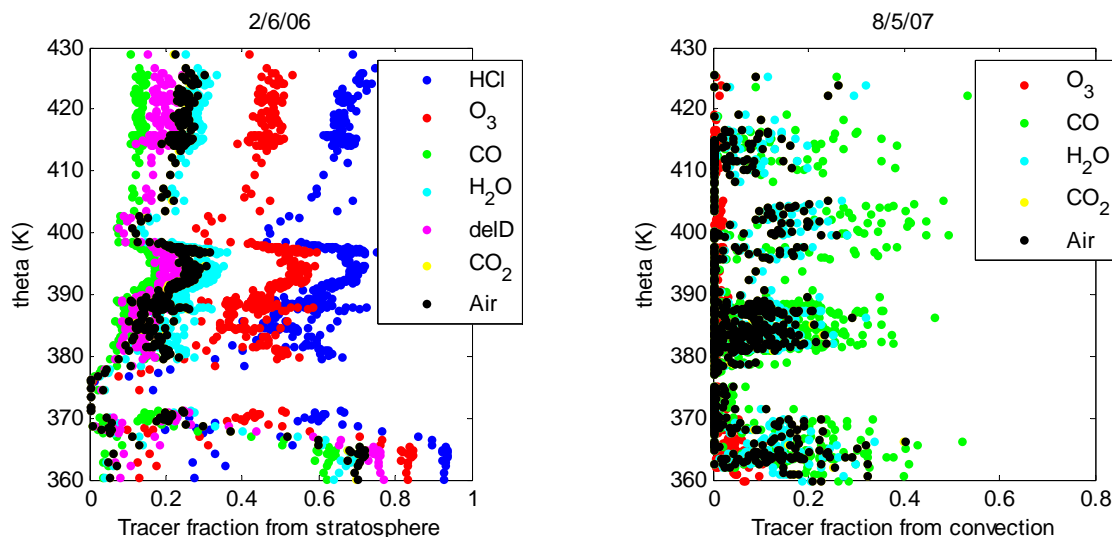 2/6/06
430
420
410
400
390
380
370
360
theta (K)
0
0.2
0.4
0.6
0.8
1
Tracer fraction from stratosphere
HCl
O3
CO
H2O
delD
CO2
Air
8/5/07
430
420
410
400
390
380
370
360
theta (K)
0
0.2
0.4
0.6
0.8
Tracer fraction from convection
O3
CO
H2O
CO2
Air